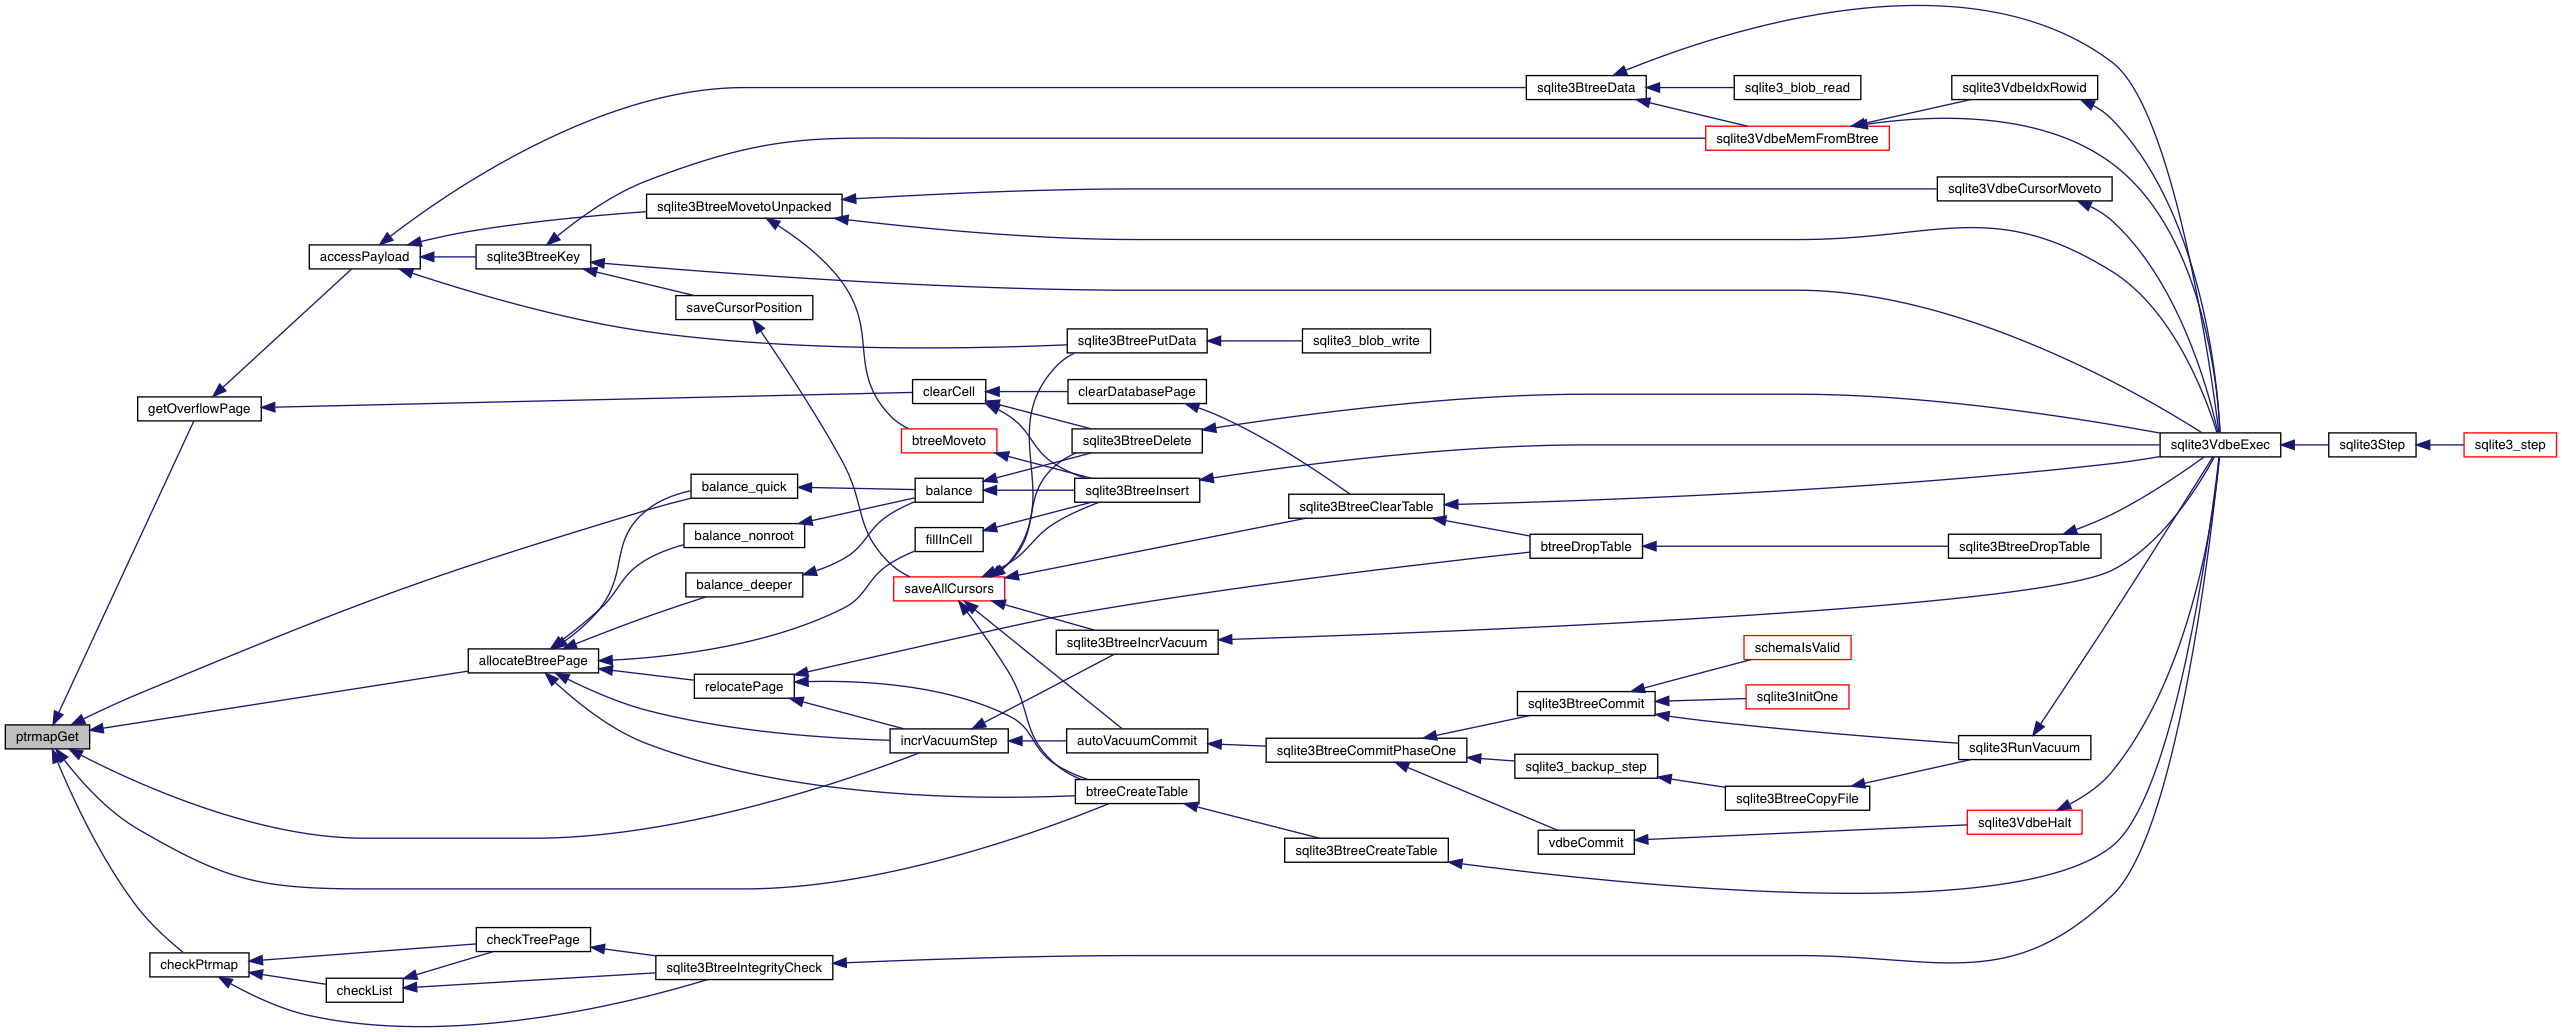 ptrmapGet
getOverflowPage
checkPtrmap
accessPayload
checkList
sqlite3BtreeKey
allocateBtreePage
checkTreePage
sqlite3BtreeMovetoUnpacked
saveCursorPosition
balance_quick
balance_nonroot
balance_deeper
relocatePage
sqlite3BtreeIntegrityCheck
clearCell
btreeMoveto
balance
fillInCell
saveAllCursors
incrVacuumStep
sqlite3BtreePutData
clearDatabasePage
sqlite3BtreeDelete
sqlite3BtreeInsert
sqlite3BtreeIncrVacuum
autoVacuumCommit
btreeCreateTable
sqlite3_blob_write
sqlite3BtreeClearTable
sqlite3BtreeCommitPhaseOne
sqlite3BtreeCreateTable
sqlite3BtreeData
btreeDropTable
sqlite3BtreeCommit
sqlite3_backup_step
vdbeCommit
sqlite3_blob_read
sqlite3VdbeMemFromBtree
schemaIsValid
sqlite3InitOne
sqlite3BtreeCopyFile
sqlite3VdbeIdxRowid
sqlite3VdbeCursorMoveto
sqlite3BtreeDropTable
sqlite3RunVacuum
sqlite3VdbeHalt
sqlite3VdbeExec
sqlite3Step
sqlite3_step